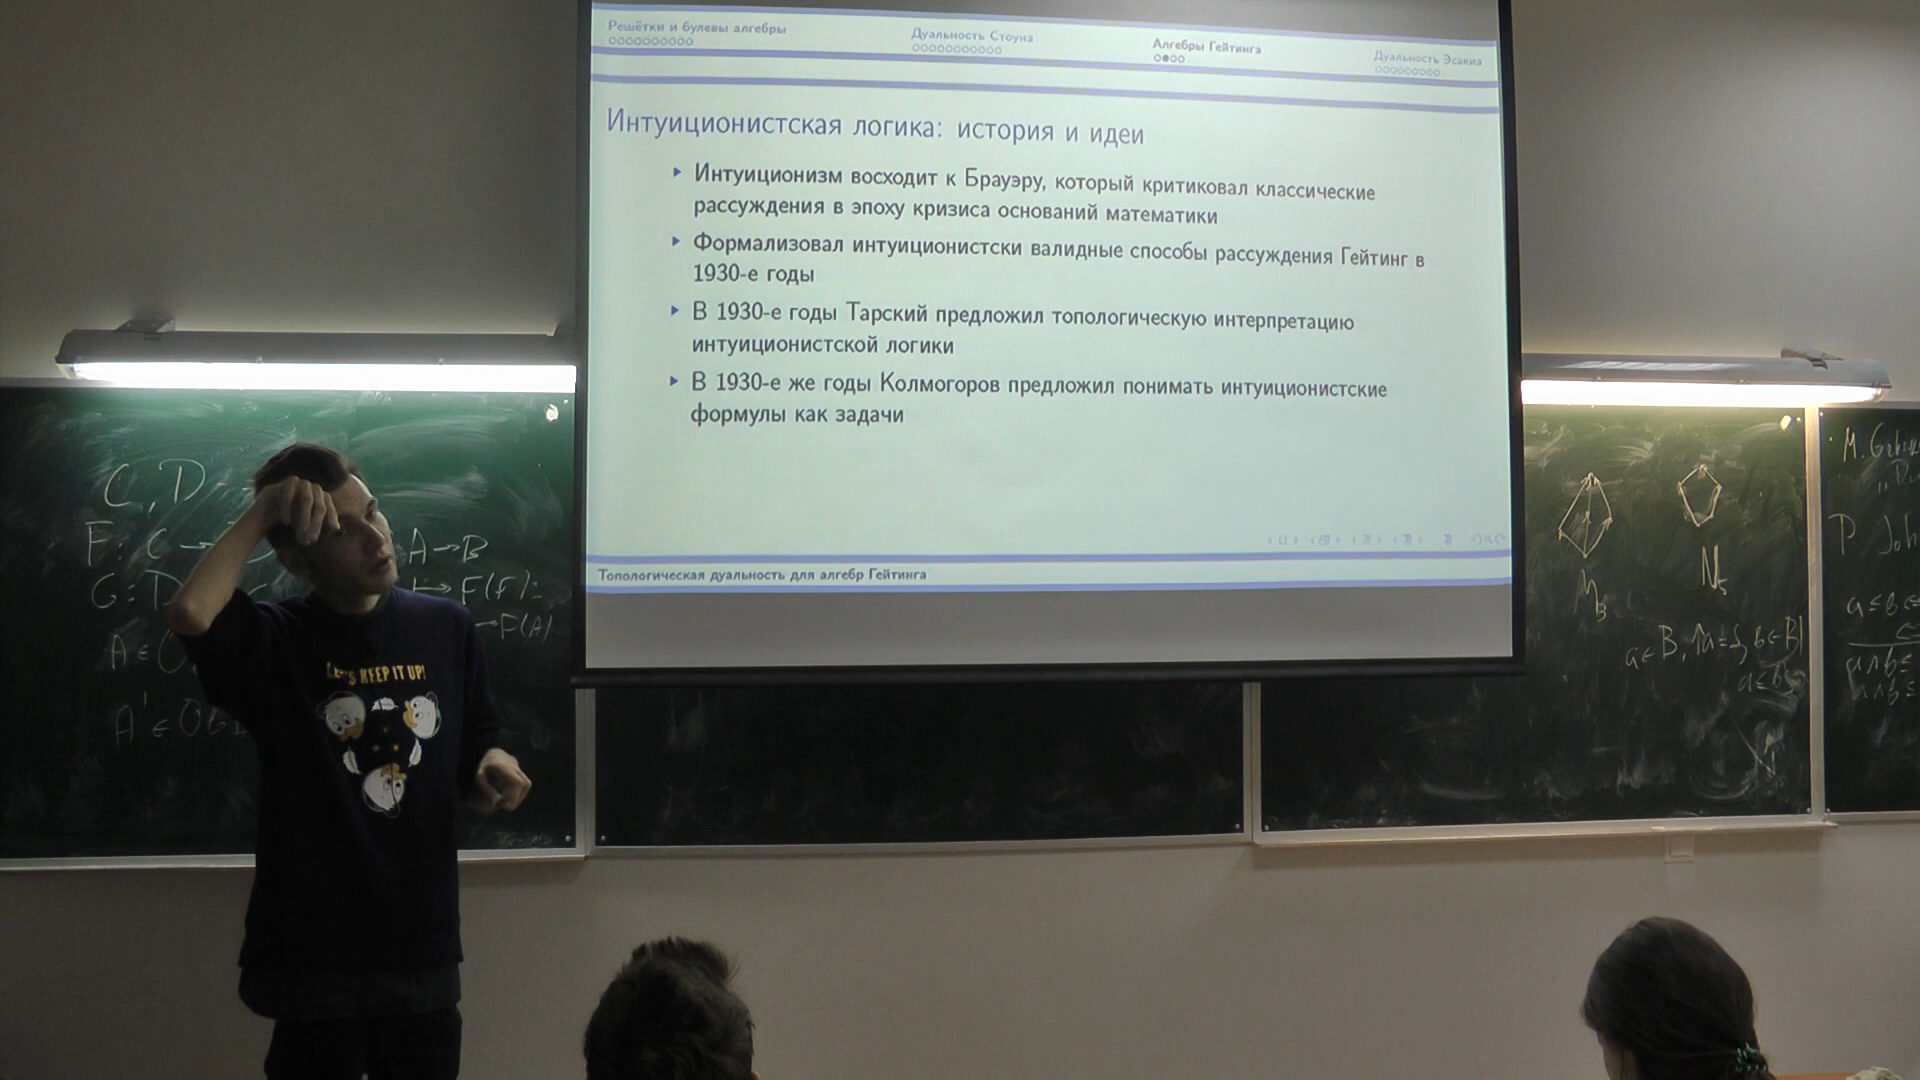 Решётки и булевы алгебры
Дуальность Стоуна
Алгебры Гейтинга
Дуальность Эсакиа
Интуиционистская логика: история и идеи
Интуиционизм восходит к Брауэру, который критиковал классические
рассуждения в эпоху кризиса оснований математики
Формализовал интуиционистски валидные способы рассуждения Гейтинг в
1930-е годы
В 1930-е годы Тарский предложил топологическую интерпретацию
интуиционистской логики
В 1930-е же годы Колмогоров предложил понимать интуиционистские
формулы как задачи
Топологическая дуальность для алгебр Гейтинга
C, D
F: C →
A → B
G: D
→ F(F):
→ F(A)
A ∈
A' ∈ Ob
LET'S KEEP IT UP!
M₃
N₅
a ∈ B, ↑a = { b ∈ B |
a ≤ b }
M.
P. Joh
a ≤ b
a ∧ b ≤
a ∧ b ≤